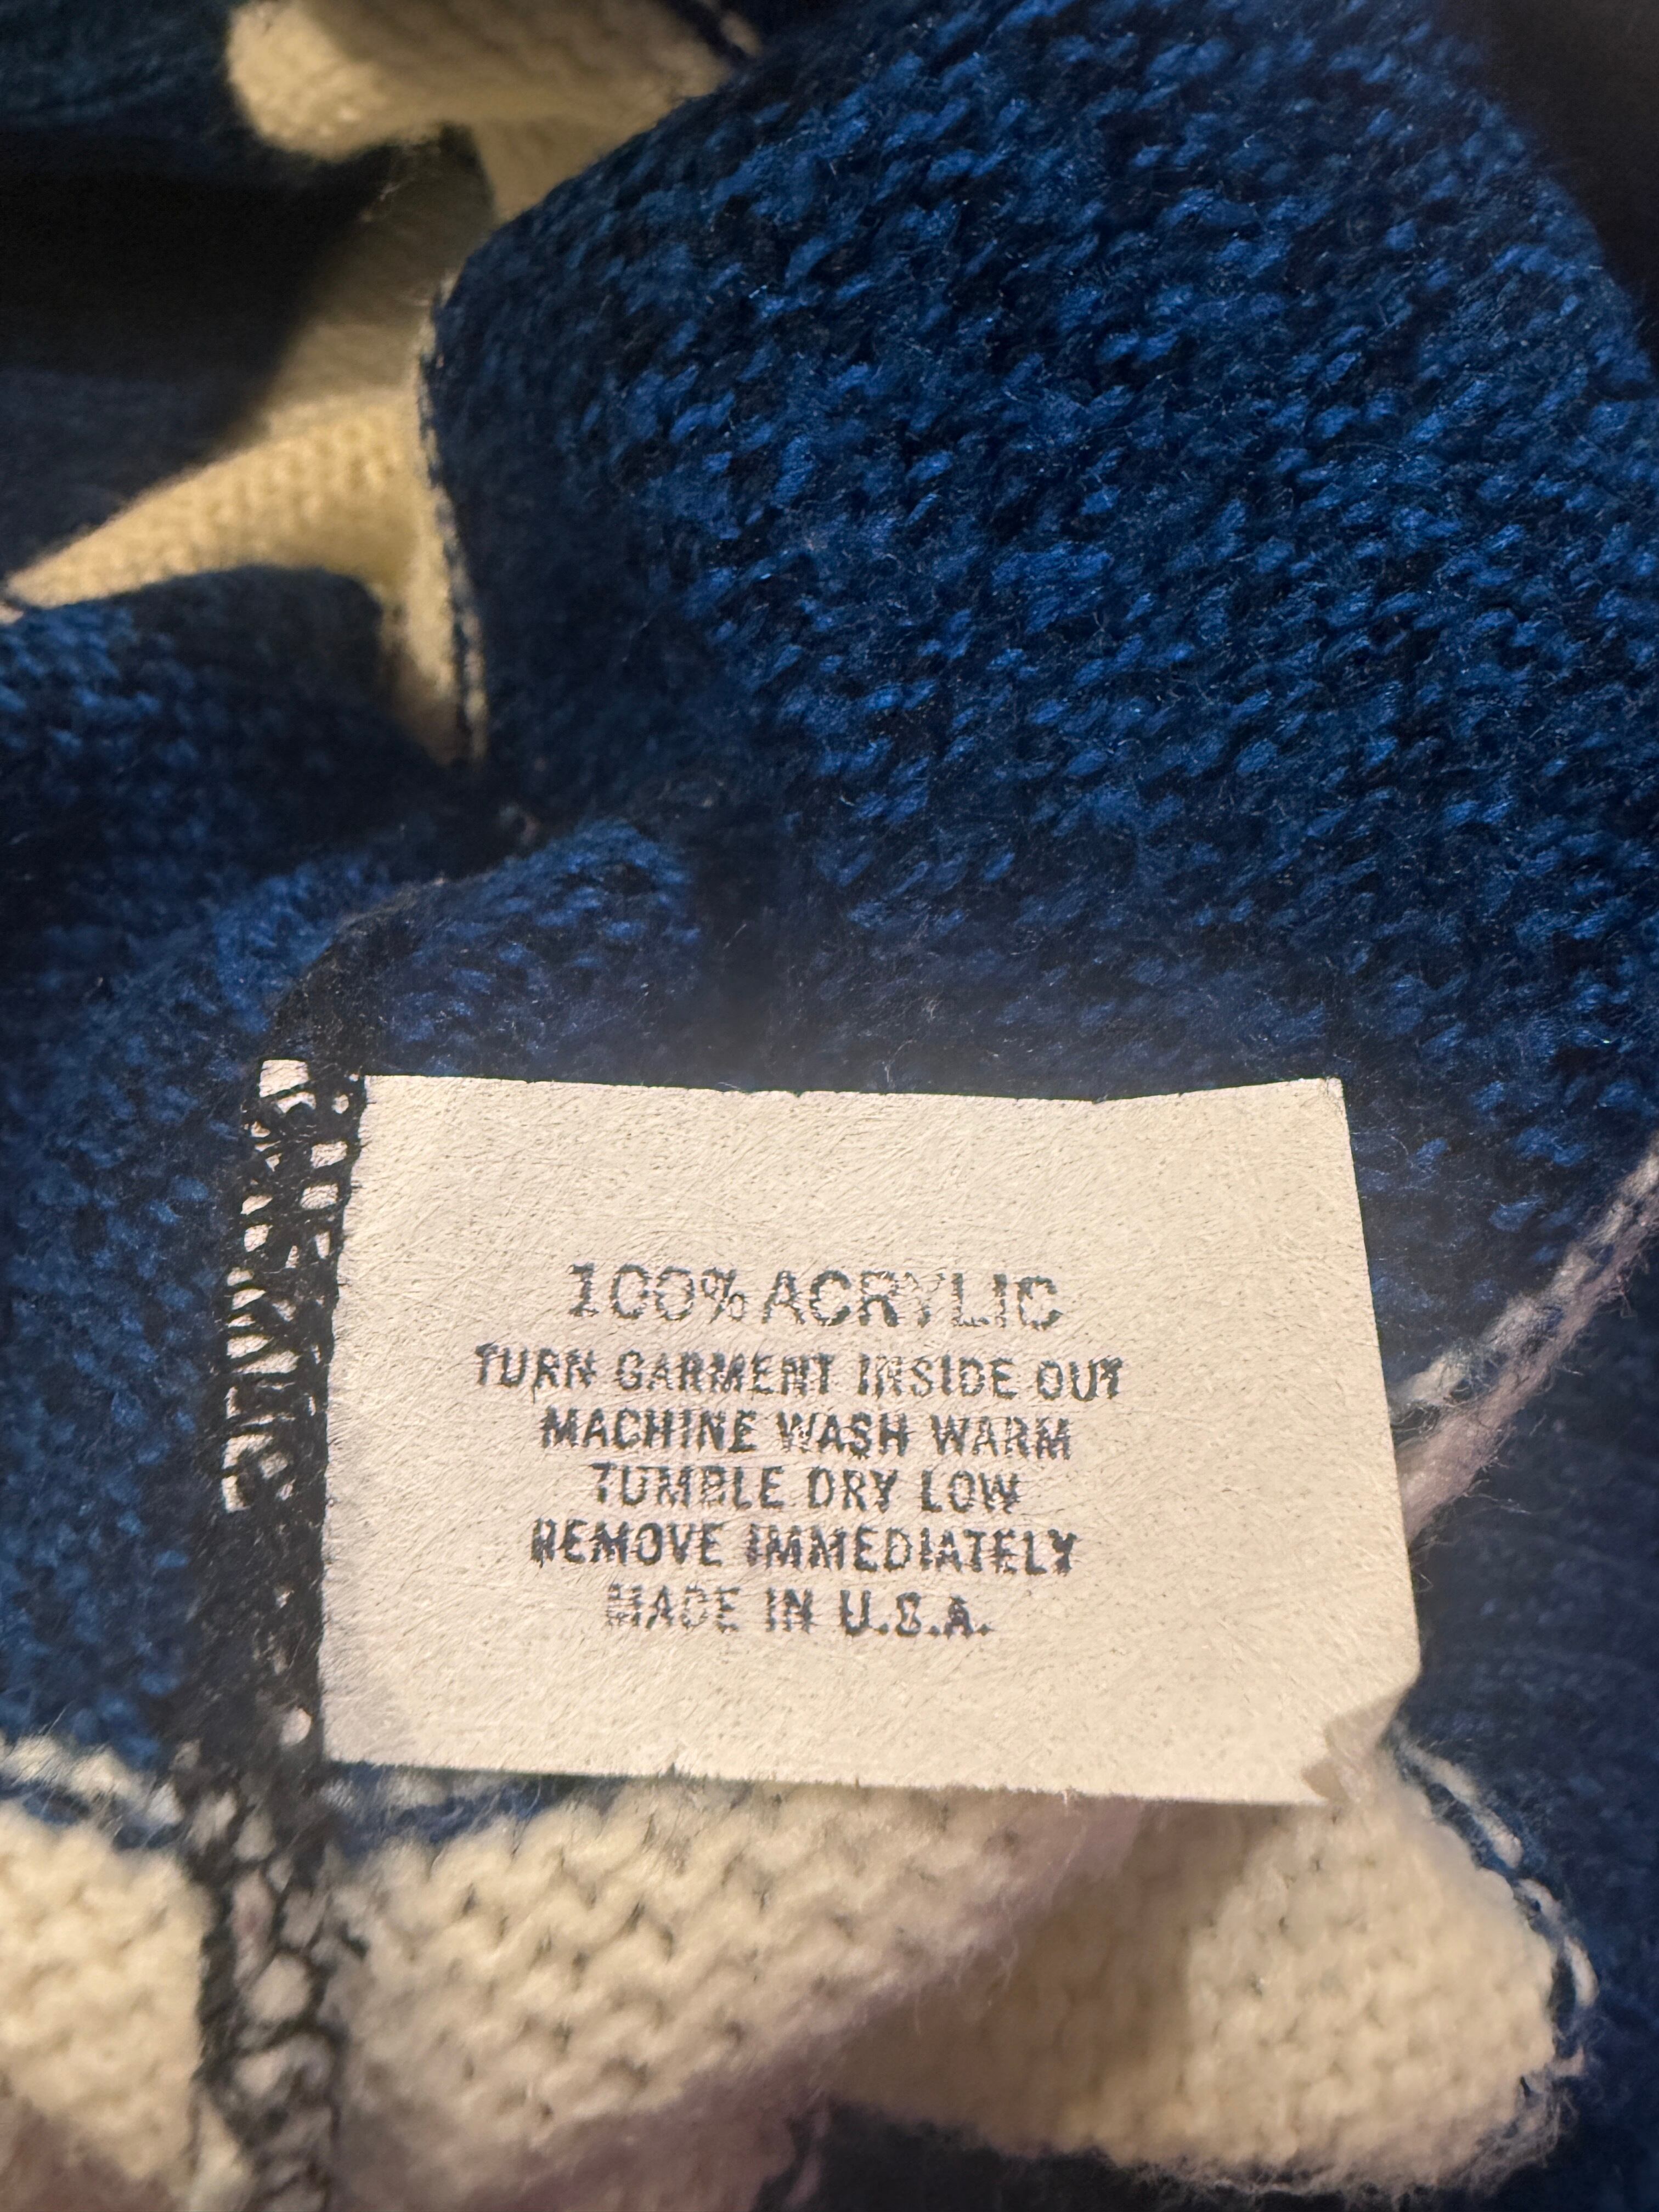 100% ACRYLIC
TURN GARMENT INSIDE OUT
MACHINE WASH WARM
TUMBLE DRY LOW
REMOVE IMMEDIATELY
MADE IN U.S.A.